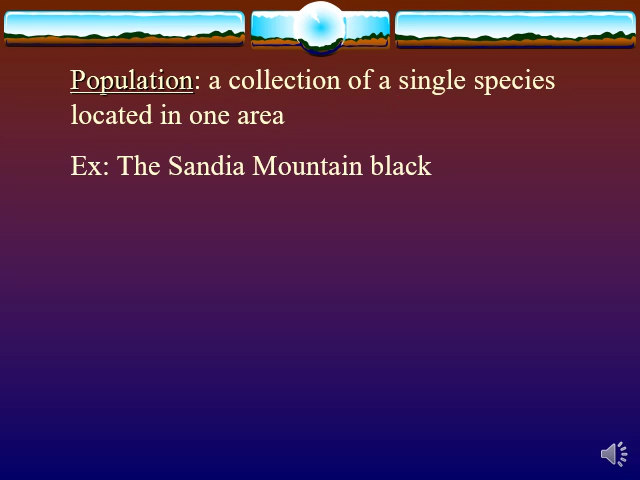 Population: a collection of a single species
located in one area
Ex: The Sandia Mountain black